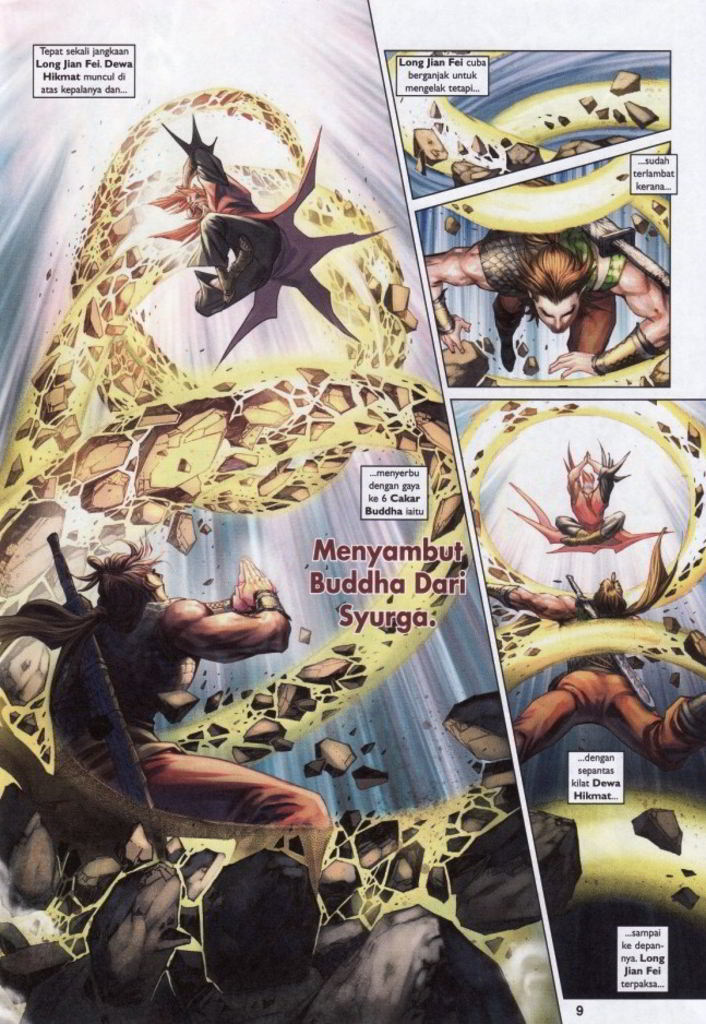 Tepat sekali jangkaan
Long Jian Fei. Dewa
Hikmat muncul di
atas kepalanya dan...
Long Jian Fei cuba
berganjak untuk
mengelak tetapi...
...sudah
terlambat
kerana...
...menyerbu
dengan gaya
ke 6 Cakar
Buddha iaitu
Menyambut
Buddha Dari
Syurga.
...dengan
sepantas
kilat Dewa
Hikmat...
...sampai
ke depan-
nya. Long
Jian Fei
terpaksa...
9